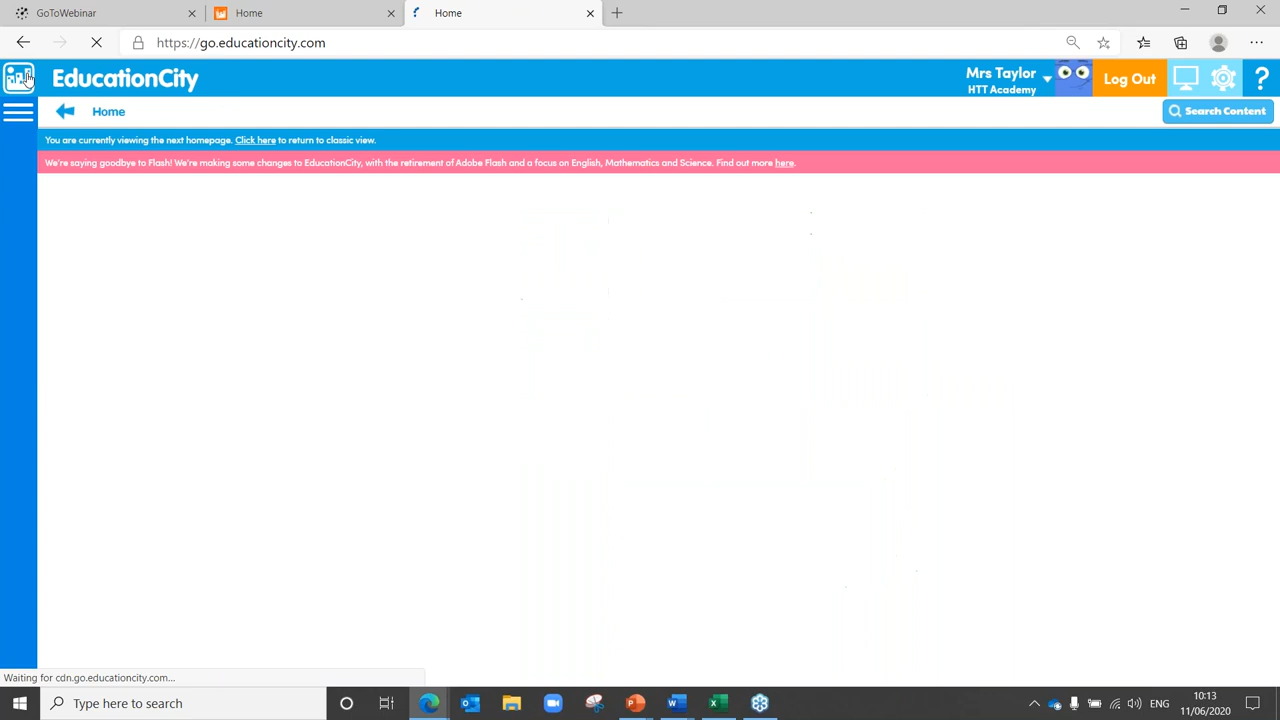 GoToWebinar
Home
Home
https://go.educationcity.com
EducationCity
Mrs Taylor
HTT Academy
Log Out
?
Home
Search Content
You are currently viewing the next homepage. Click here to return to classic view.
We're saying goodbye to Flash! We're making some changes to EducationCity, with the retirement of Adobe Flash and a focus on English, Mathematics and Science. Find out more here.
Waiting for cdn.go.educationcity.com...
Type here to search
ENG
10:13
11/06/2020